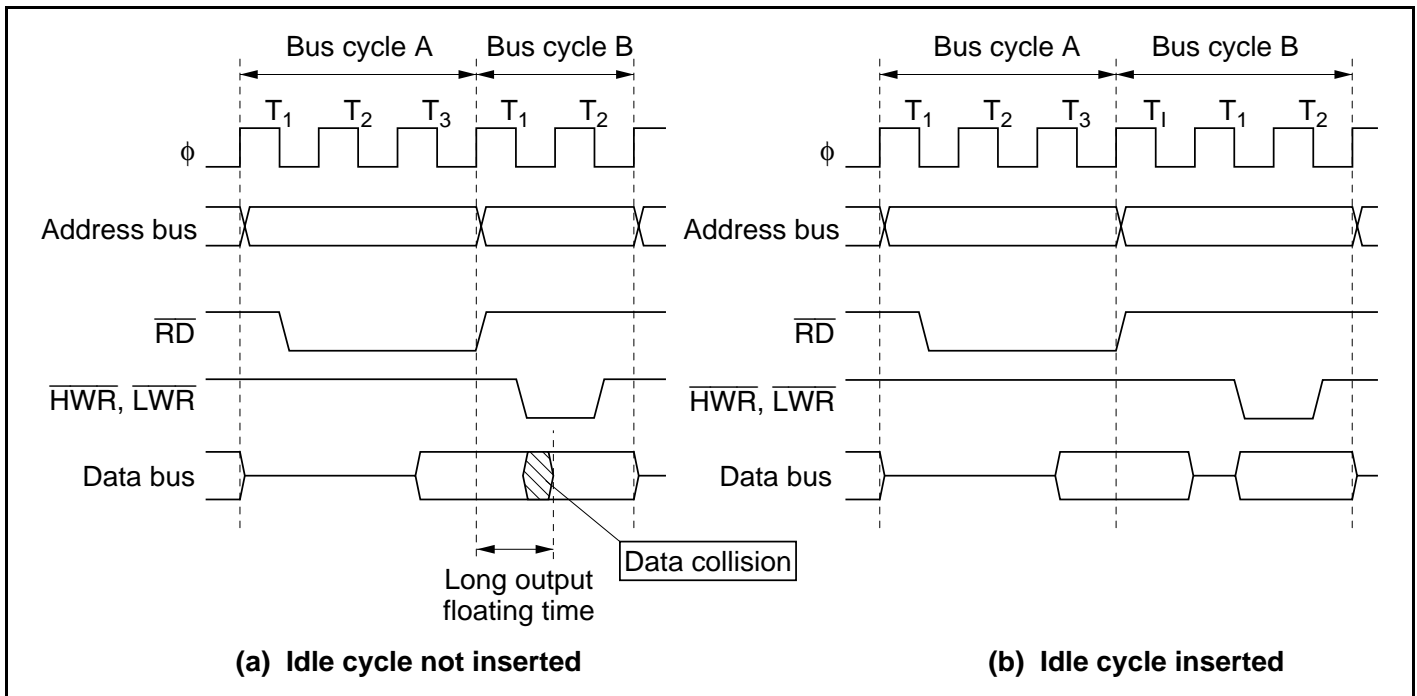 Bus cycle A Bus cycle B Bus cycle A Bus cycle B
T1 T2 T3 T1 T2 T1 T2 T3 TI T1 T2
ϕ ϕ
Address bus Address bus
RD RD
HWR, LWR HWR, LWR
Data bus Data bus
Data collision
Long output
floating time
(a) Idle cycle not inserted (b) Idle cycle inserted